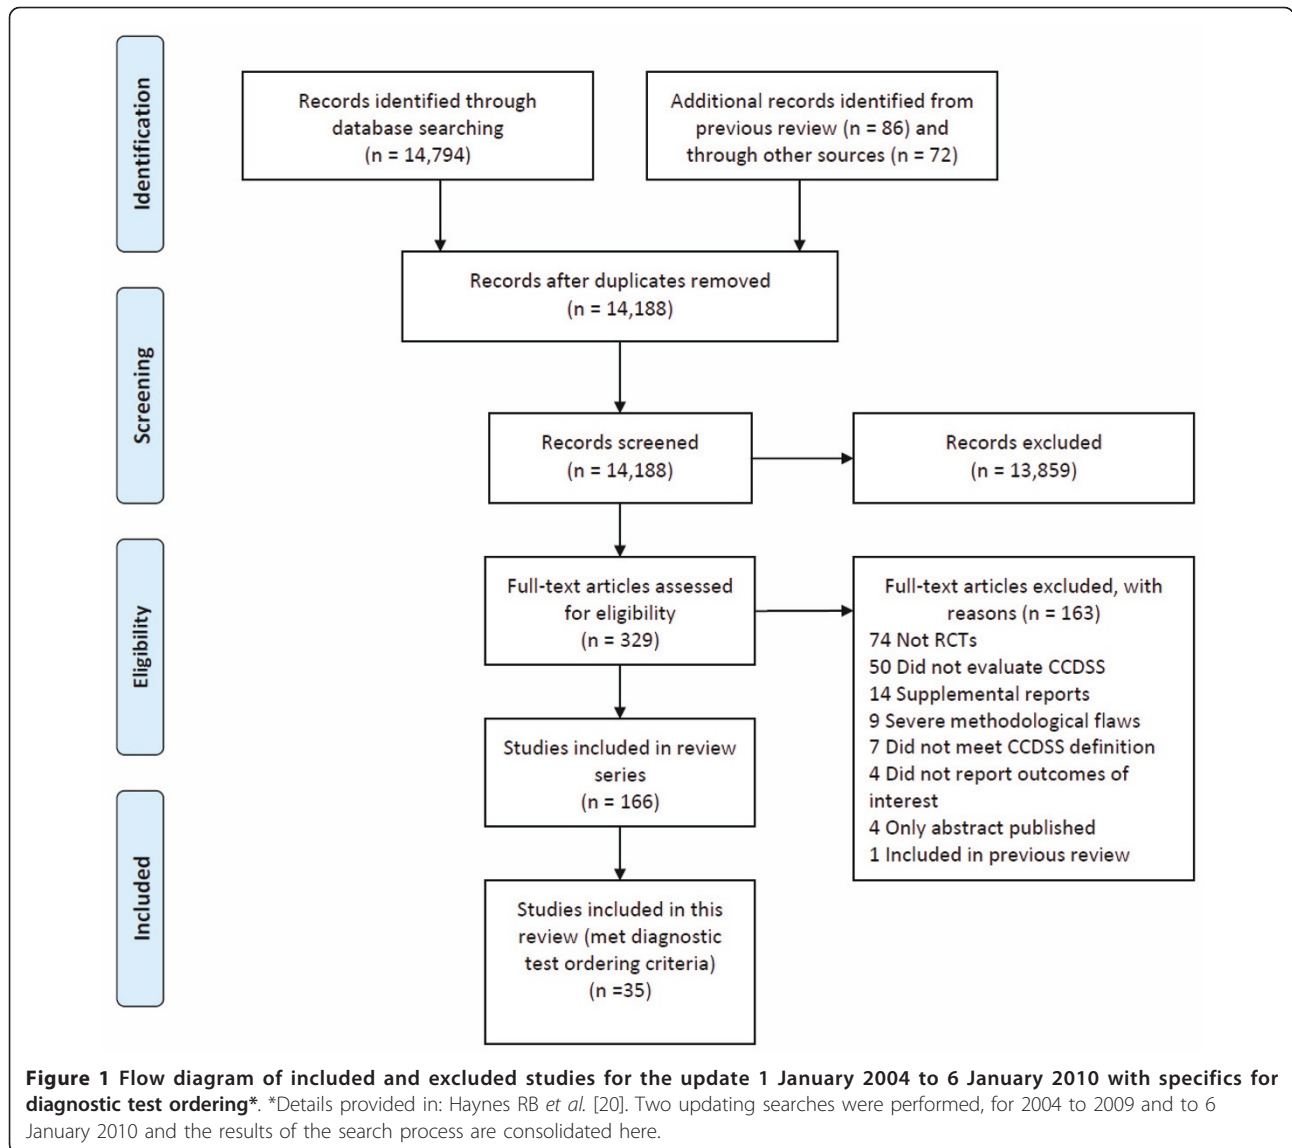 Identification
Records identified through
database searching
(n = 14,794)
Additional records identified from
previous review (n = 86) and
through other sources (n = 72)
Records after duplicates removed
(n = 14,188)
Screening
Records screened
(n = 14,188)
Records excluded
(n = 13,859)
Eligibility
Full-text articles assessed
for eligibility
(n = 329)
Full-text articles excluded, with
reasons (n = 163)
74 Not RCTs
50 Did not evaluate CCDSS
14 Supplemental reports
9 Severe methodological flaws
7 Did not meet CCDSS definition
4 Did not report outcomes of
interest
4 Only abstract published
1 Included in previous review
Studies included in review
series
(n = 166)
Included
Studies included in this
review (met diagnostic
test ordering criteria)
(n =35)
Figure 1 Flow diagram of included and excluded studies for the update 1 January 2004 to 6 January 2010 with specifics for
diagnostic test ordering*. *Details provided in: Haynes RB et al. [20]. Two updating searches were performed, for 2004 to 2009 and to 6
January 2010 and the results of the search process are consolidated here.